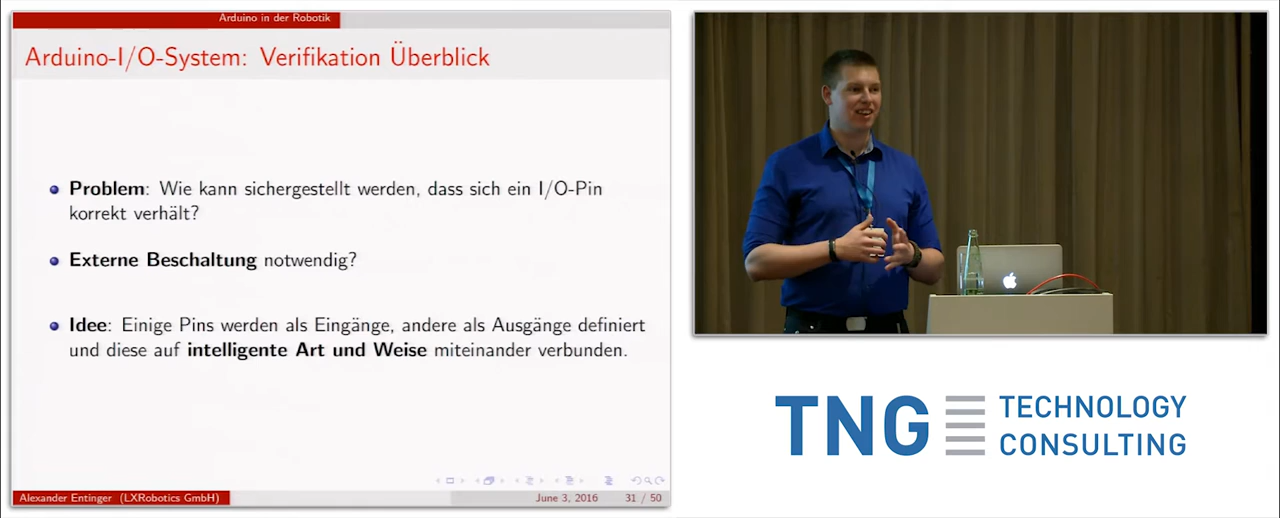 Arduino in der Robotik
Arduino-I/O-System: Verifikation Überblick
Problem: Wie kann sichergestellt werden, dass sich ein I/O-Pin
korrekt verhält?
Externe Beschaltung notwendig?
Idee: Einige Pins werden als Eingänge, andere als Ausgänge definiert
und diese auf intelligente Art und Weise miteinander verbunden.
Alexander Entinger (LXRobotics GmbH)
June 3, 2016
31 / 50
TNG
TECHNOLOGY
CONSULTING